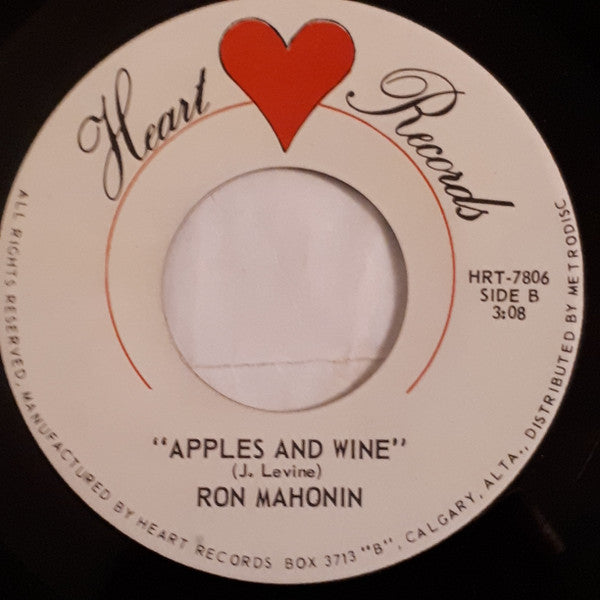 Heart Records
HRT-7806
SIDE B
3:08
"APPLES AND WINE"
(J. Levine)
RON MAHONIN
ALL RIGHTS RESERVED, MANUFACTURED BY HEART RECORDS BOX 3713 "B", CALGARY, ALTA., DISTRIBUTED BY METRODISC